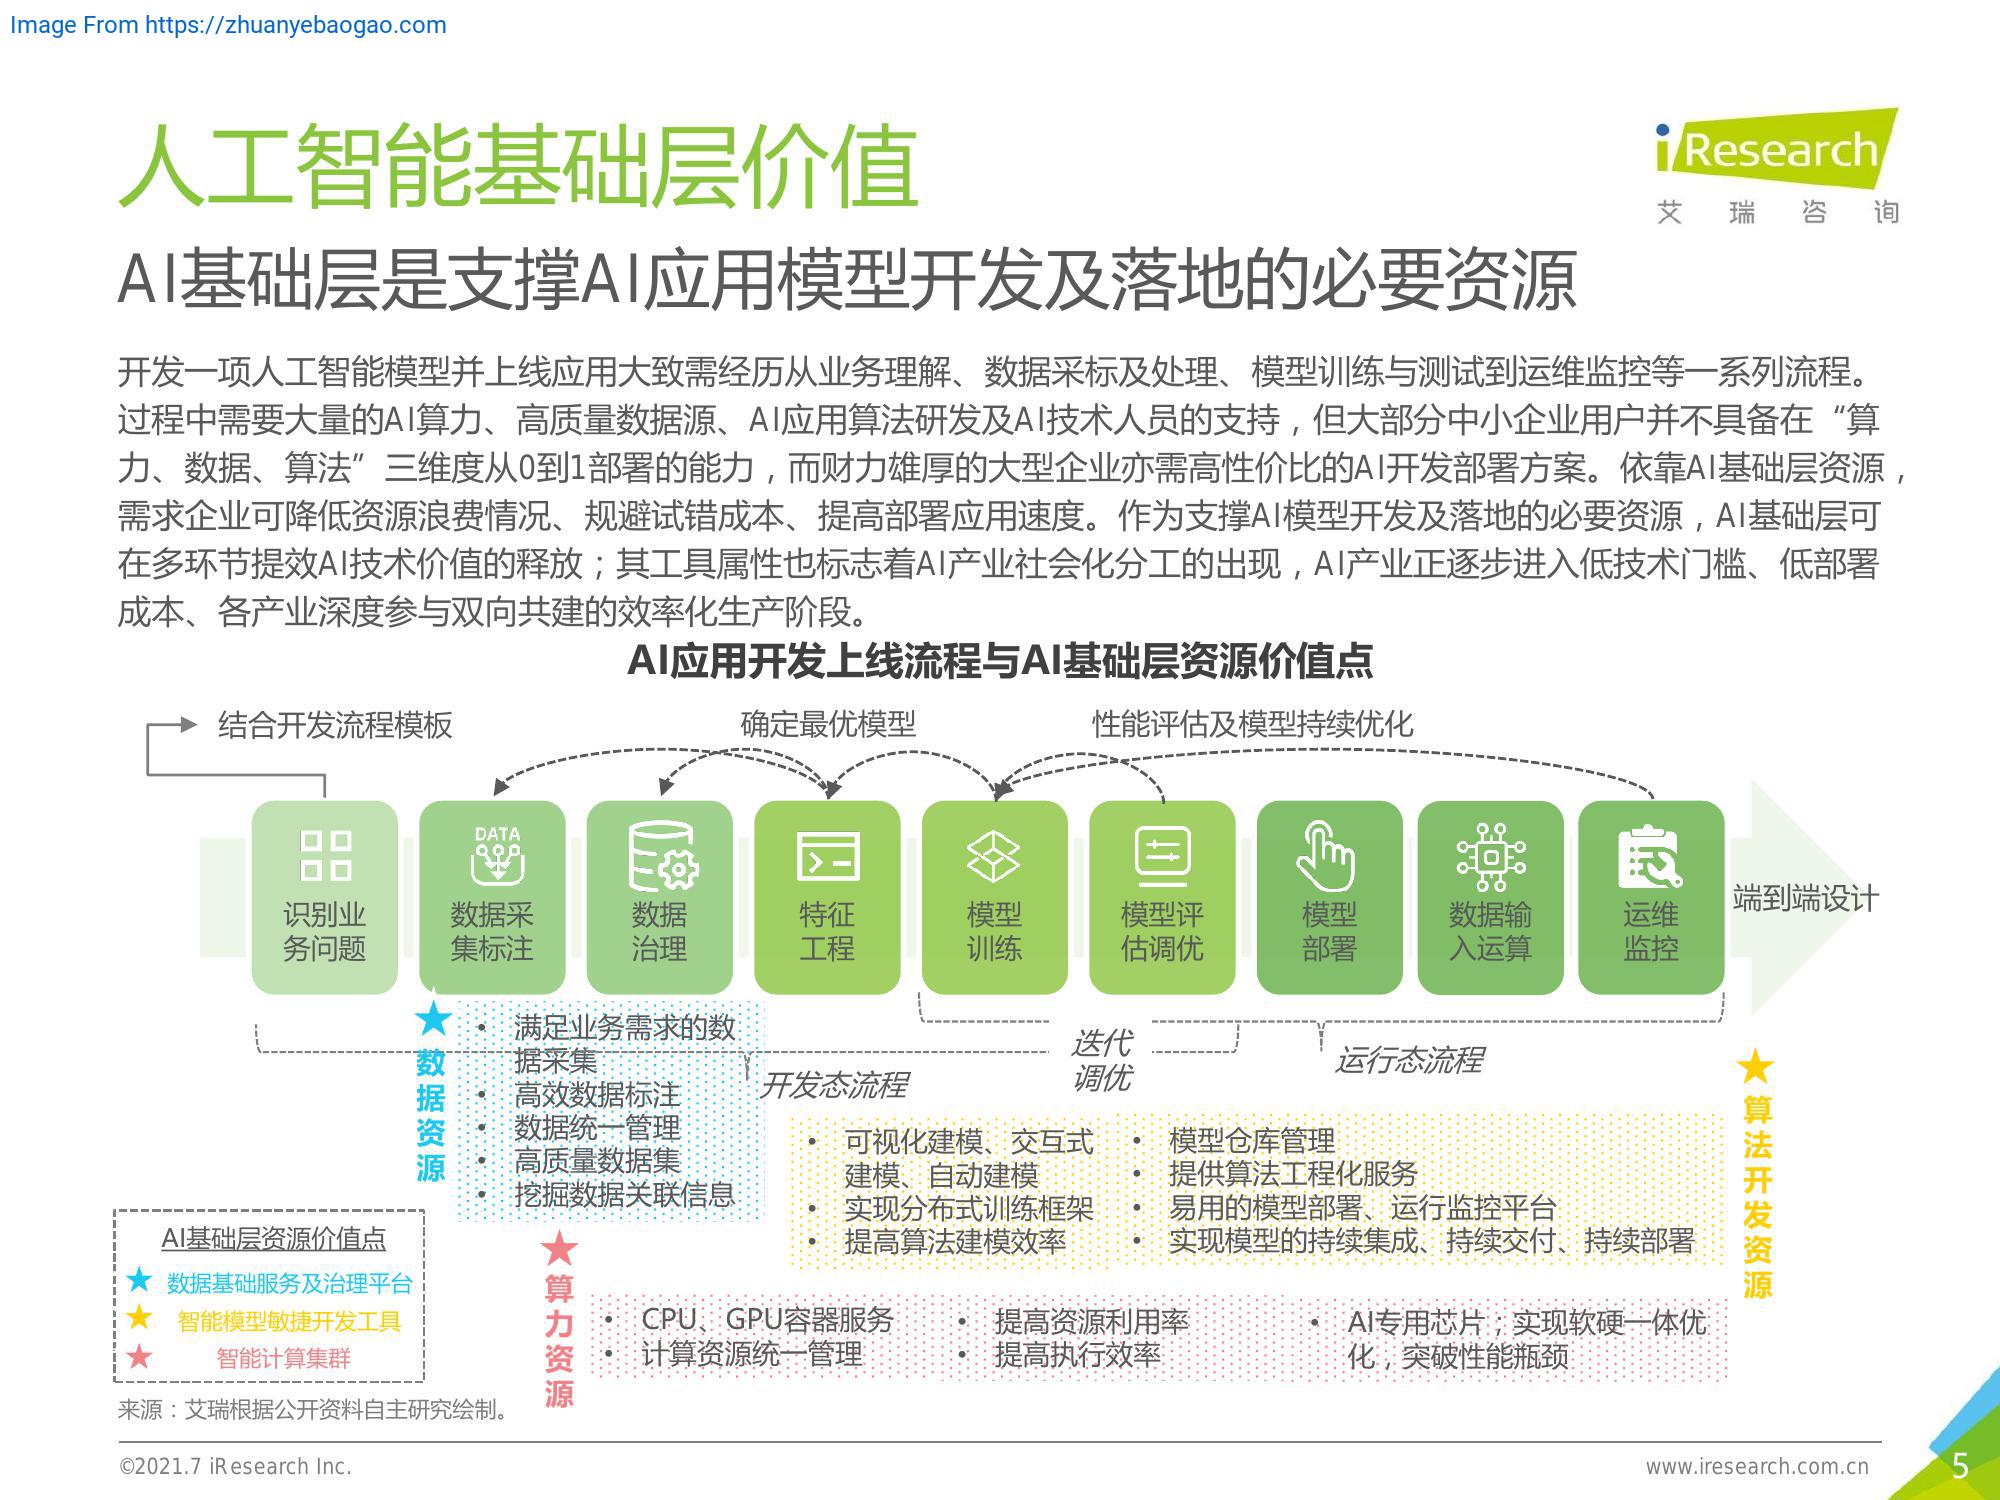 Image From https://zhuanyebaogao.com
人工智能基础层价值
iResearch
艾瑞咨询
AI基础层是支撑AI应用模型开发及落地的必要资源
开发一项人工智能模型并上线应用大致需经历从业务理解、数据采标及处理、模型训练与测试到运维监控等一系列流程。
过程中需要大量的AI算力、高质量数据源、AI应用算法研发及AI技术人员的支持，但大部分中小企业用户并不具备在“算
力、数据、算法”三维度从0到1部署的能力，而财力雄厚的大型企业亦需高性价比的AI开发部署方案。依靠AI基础层资源，
需求企业可降低资源浪费情况、规避试错成本、提高部署应用速度。作为支撑AI模型开发及落地的必要资源，AI基础层可
在多环节提效AI技术价值的释放；其工具属性也标志着AI产业社会化分工的出现，AI产业正逐步进入低技术门槛、低部署
成本、各产业深度参与双向共建的效率化生产阶段。
AI应用开发上线流程与AI基础层资源价值点
结合开发流程模板
确定最优模型
性能评估及模型持续优化
识别业
务问题
DATA
数据采
集标注
数据
治理
特征
工程
模型
训练
模型评
估调优
模型
部署
数据输
入运算
运维
监控
端到端设计
迭代
调优
开发态流程
运行态流程
数据资源
• 满足业务需求的数
据采集
• 高效数据标注
• 数据统一管理
• 高质量数据集
• 挖掘数据关联信息
• 可视化建模、交互式
建模、自动建模
• 实现分布式训练框架
• 提高算法建模效率
• 模型仓库管理
• 提供算法工程化服务
• 易用的模型部署、运行监控平台
• 实现模型的持续集成、持续交付、持续部署
算法开发资源
算力资源
• CPU、GPU容器服务
• 计算资源统一管理
• 提高资源利用率
• 提高执行效率
• AI专用芯片；实现软硬一体优
化，突破性能瓶颈
AI基础层资源价值点
数据基础服务及治理平台
智能模型敏捷开发工具
智能计算集群
来源：艾瑞根据公开资料自主研究绘制。
©2021.7 iResearch Inc.
www.iresearch.com.cn
5